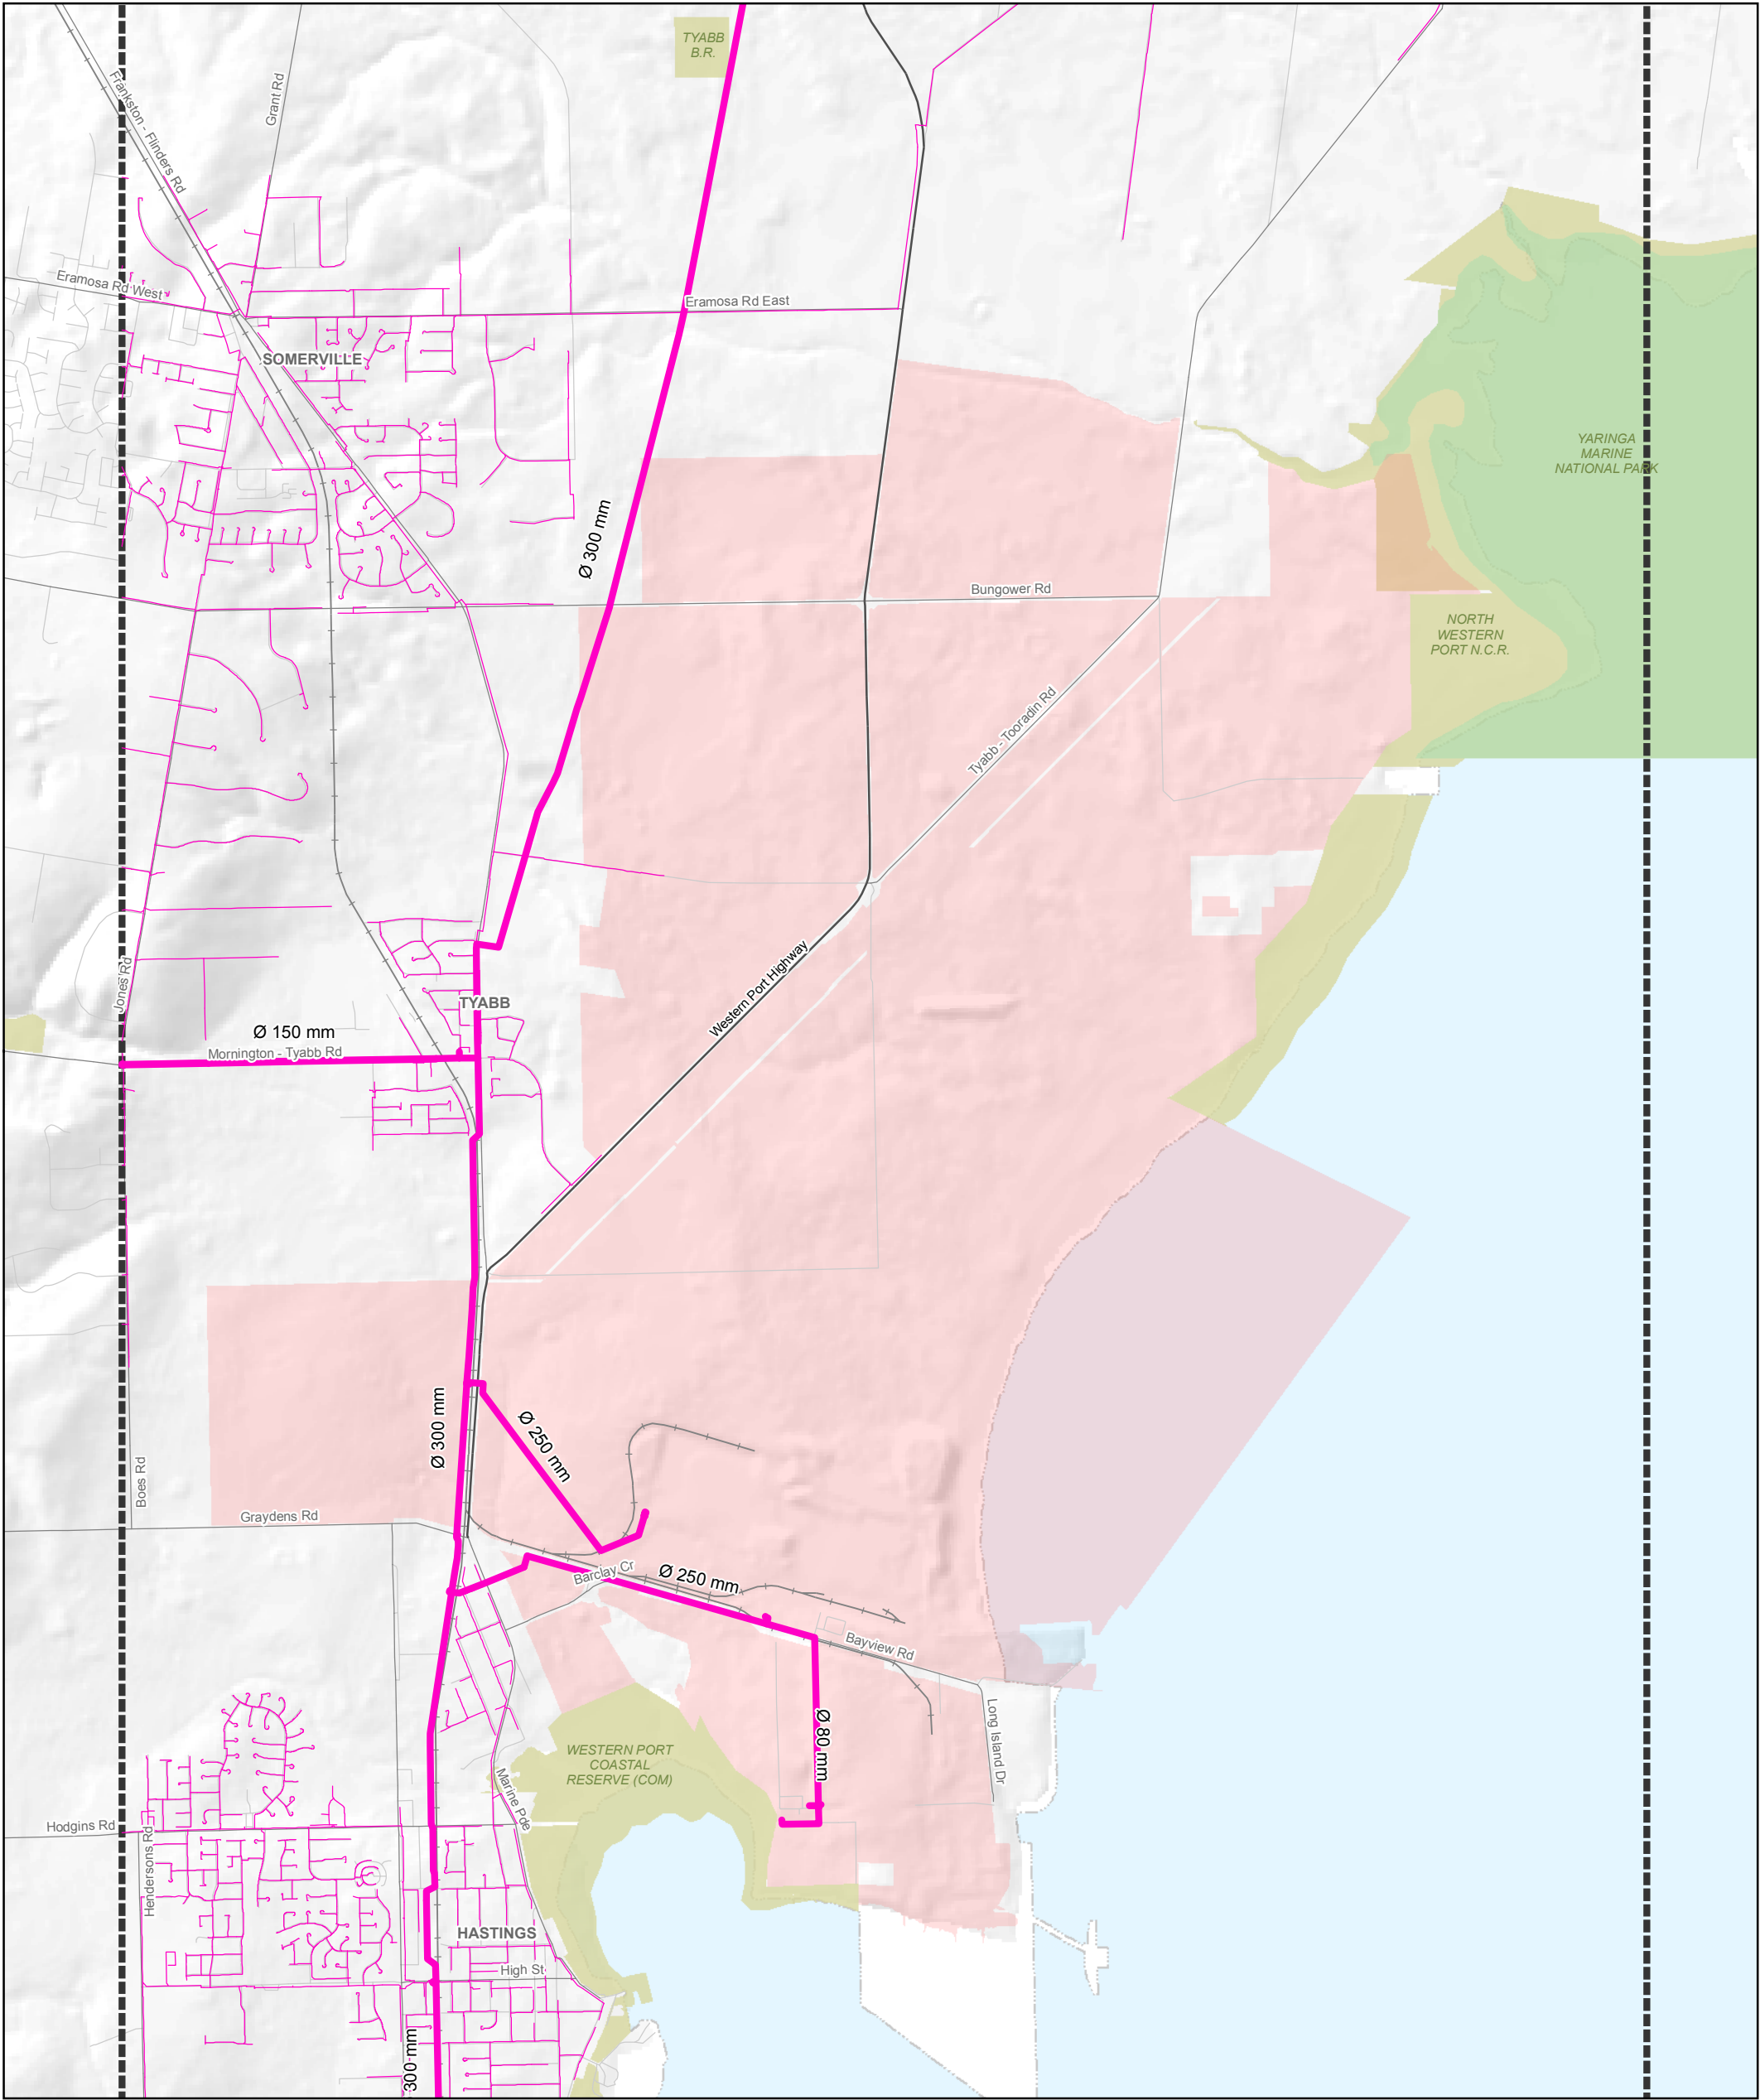 TYABB
B.R.
Frankston - Flinders Rd
Grant Rd
Eramosa Rd West
Eramosa Rd East
SOMERVILLE
YARINGA
MARINE
NATIONAL PARK
Ø 300 mm
Bungower Rd
NORTH
WESTERN
PORT N.C.R.
Tyabb - Tooradin Rd
Western Port Highway
Jones Rd
TYABB
Ø 150 mm
Mornington - Tyabb Rd
Ø 300 mm
Ø 250 mm
Boes Rd
Graydens Rd
Barclay Cr
Ø 250 mm
Bayview Rd
Long Island Dr
Ø 80 mm
WESTERN PORT
COASTAL
RESERVE (COM)
Marine Pde
Hodgins Rd
Hendersons Rd
HASTINGS
High St
300 mm